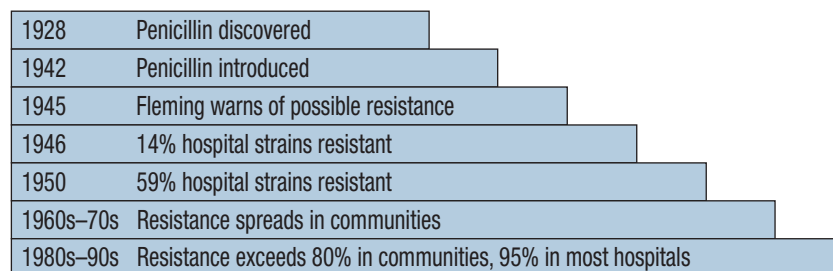 1928 Penicillin discovered
1942 Penicillin introduced
1945 Fleming warns of possible resistance
1946 14% hospital strains resistant
1950 59% hospital strains resistant
1960s–70s Resistance spreads in communities
1980s–90s Resistance exceeds 80% in communities, 95% in most hospitals